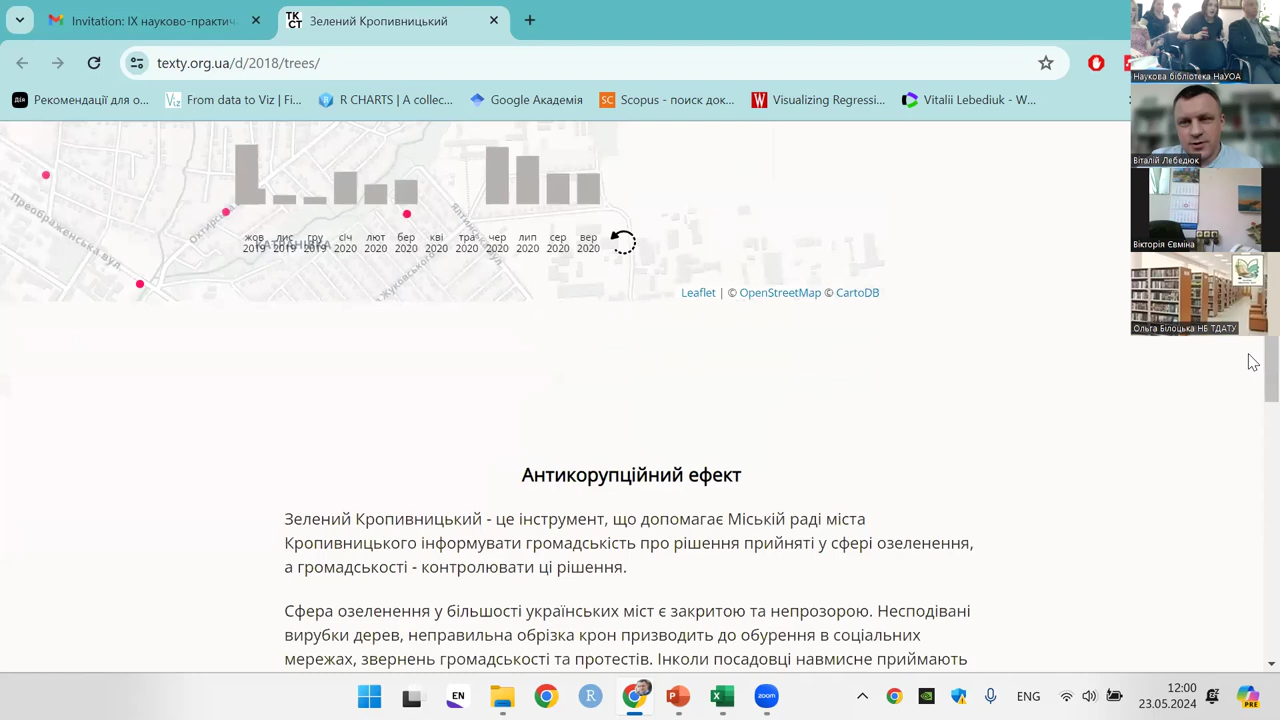 Invitation: IX науково-практич
Зелений Кропивницький
texty.org.ua/d/2018/trees/
Рекомендації для о...
From data to Viz | Fi...
R CHARTS | A collec...
Google Академія
Scopus - поиск док...
Visualizing Regressi...
Vitalii Lebediuk - W...
Наукова бібліотека НаУОА
Віталій Лебедюк
Вікторія Євміна
Ольга Білоцька НБ ТДАТУ
Преображенська вул.
жов 2019
лис 2019
гру 2019
січ 2020
лют 2020
бер 2020
кві 2020
тра 2020
чер 2020
лип 2020
сер 2020
вер 2020
Leaflet | © OpenStreetMap © CartoDB
Антикорупційний ефект
Зелений Кропивницький - це інструмент, що допомагає Міській раді міста
Кропивницького інформувати громадськість про рішення прийняті у сфері озеленення,
а громадськості - контролювати ці рішення.
Сфера озеленення у більшості українських міст є закритою та непрозорою. Несподівані
вирубки дерев, неправильна обрізка крон призводить до обурення в соціальних
мережах, звернень громадськості та протестів. Інколи посадовці навмисне приймають
EN
zoom
ENG
12:00
23.05.2024
PRE